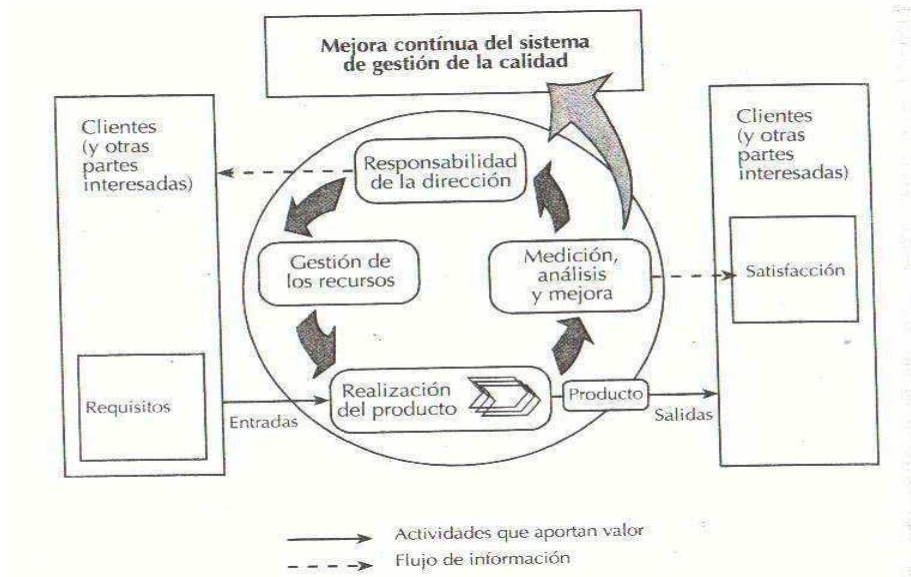 Mejora contínua del sistema
de gestión de la calidad
Clientes
(y otras
partes
interesadas)
Responsabilidad
de la dirección
Clientes
(y otras
partes
interesadas)
Gestión de
los recursos
Medición,
análisis
y mejora
Satisfacción
Requisitos
Entradas
Realización
del producto
Producto
Salidas
Actividades que aportan valor
Flujo de información